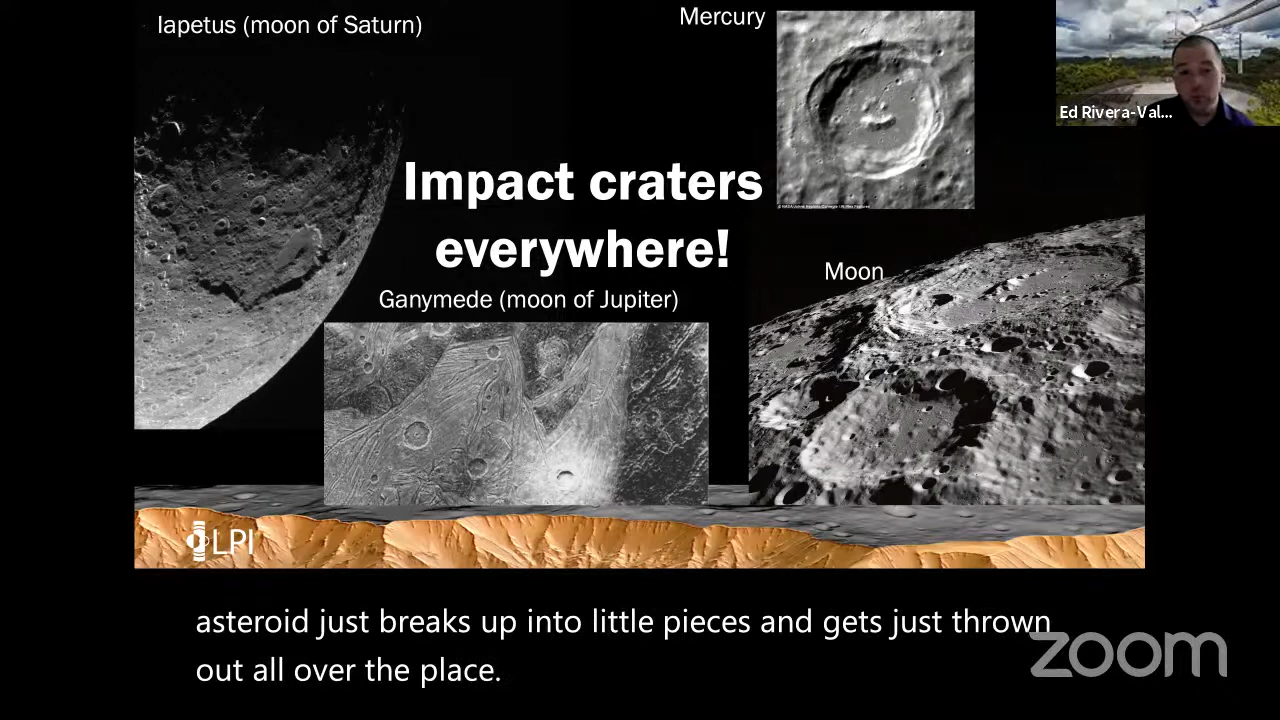 Iapetus (moon of Saturn)
Mercury
Ed Rivera-Val...
Impact craters
everywhere!
Moon
Ganymede (moon of Jupiter)
LPI
asteroid just breaks up into little pieces and gets just thrown
out all over the place.
zoom